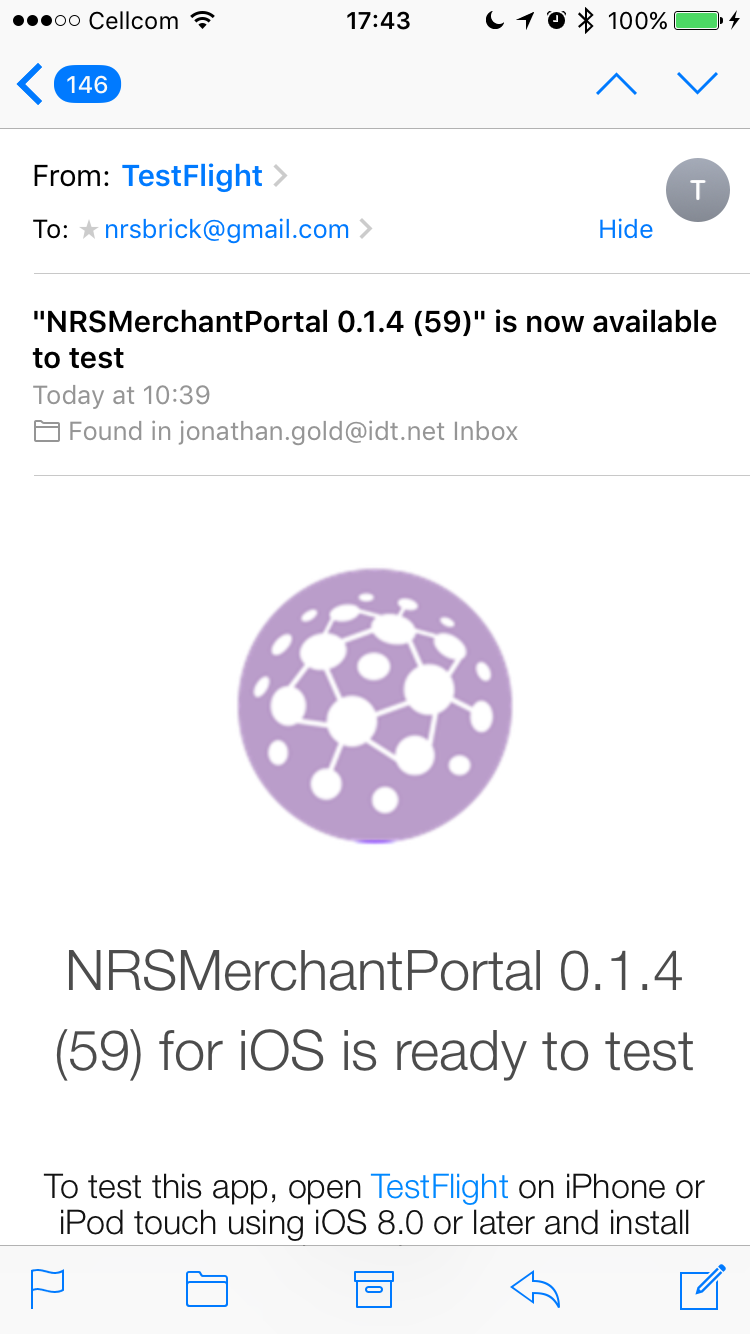 Cellcom 17:43 100%
146
From: TestFlight
T
To: nrsbrick@gmail.com Hide
"NRSMerchantPortal 0.1.4 (59)" is now available
to test
Today at 10:39
Found in jonathan.gold@idt.net Inbox
NRSMerchantPortal 0.1.4
(59) for iOS is ready to test
To test this app, open TestFlight on iPhone or
iPod touch using iOS 8.0 or later and install